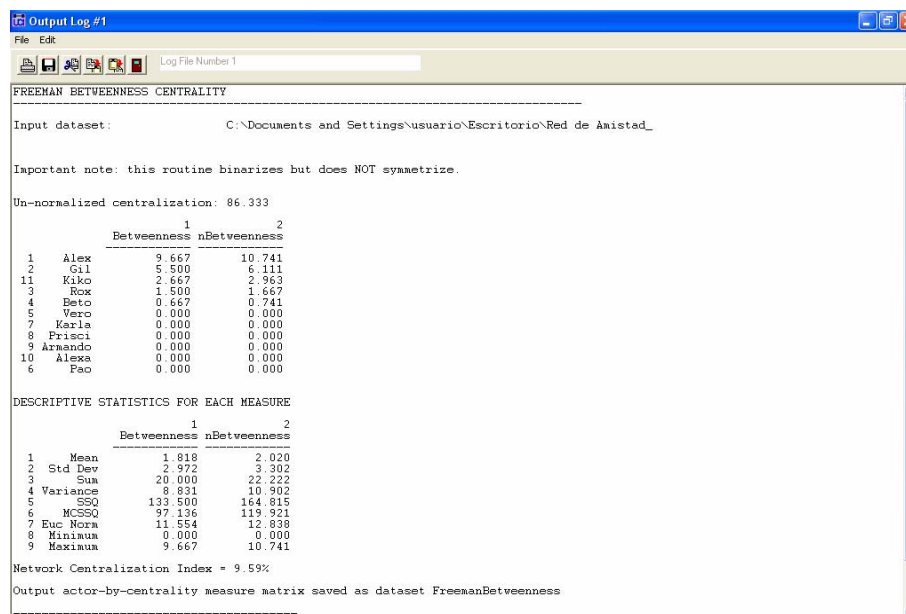 Output Log #1
File Edit
Log File Number 1
FREEMAN BETWEENNESS CENTRALITY
--------------------------------------------------------------------------------
Input dataset: C:\Documents and Settings\usuario\Escritorio\Red de Amistad_
Important note: this routine binarizes but does NOT symmetrize.
Un-normalized centralization: 86.333
1 2
Betweenness nBetweenness
------------ ------------
1 Alex 9.667 10.741
2 Gil 5.500 6.111
11 Kiko 2.667 2.963
3 Rox 1.500 1.667
4 Beto 0.667 0.741
5 Vero 0.000 0.000
7 Karla 0.000 0.000
8 Prisci 0.000 0.000
9 Armando 0.000 0.000
10 Alexa 0.000 0.000
6 Pao 0.000 0.000
DESCRIPTIVE STATISTICS FOR EACH MEASURE
1 2
Betweenness nBetweenness
------------ ------------
1 Mean 1.818 2.020
2 Std Dev 2.972 3.302
3 Sum 20.000 22.222
4 Variance 8.831 10.902
5 SSQ 133.500 164.815
6 MCSSQ 97.136 119.921
7 Euc Norm 11.554 12.838
8 Minimum 0.000 0.000
9 Maximum 9.667 10.741
Network Centralization Index = 9.59%
Output actor-by-centrality measure matrix saved as dataset FreemanBetweenness
----------------------------------------